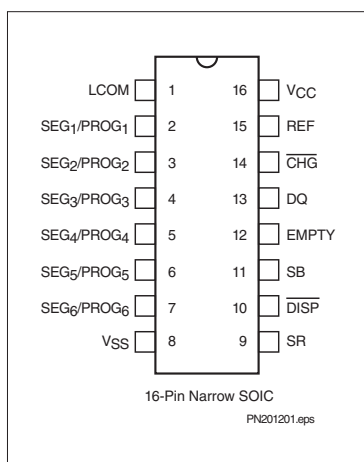 LCOM 1 16 VCC
SEG1/PROG1 2 15 REF
SEG2/PROG2 3 14 CHG
SEG3/PROG3 4 13 DQ
SEG4/PROG4 5 12 EMPTY
SEG5/PROG5 6 11 SB
SEG6/PROG6 7 10 DISP
VSS 8 9 SR
16-Pin Narrow SOIC
PN201201.eps